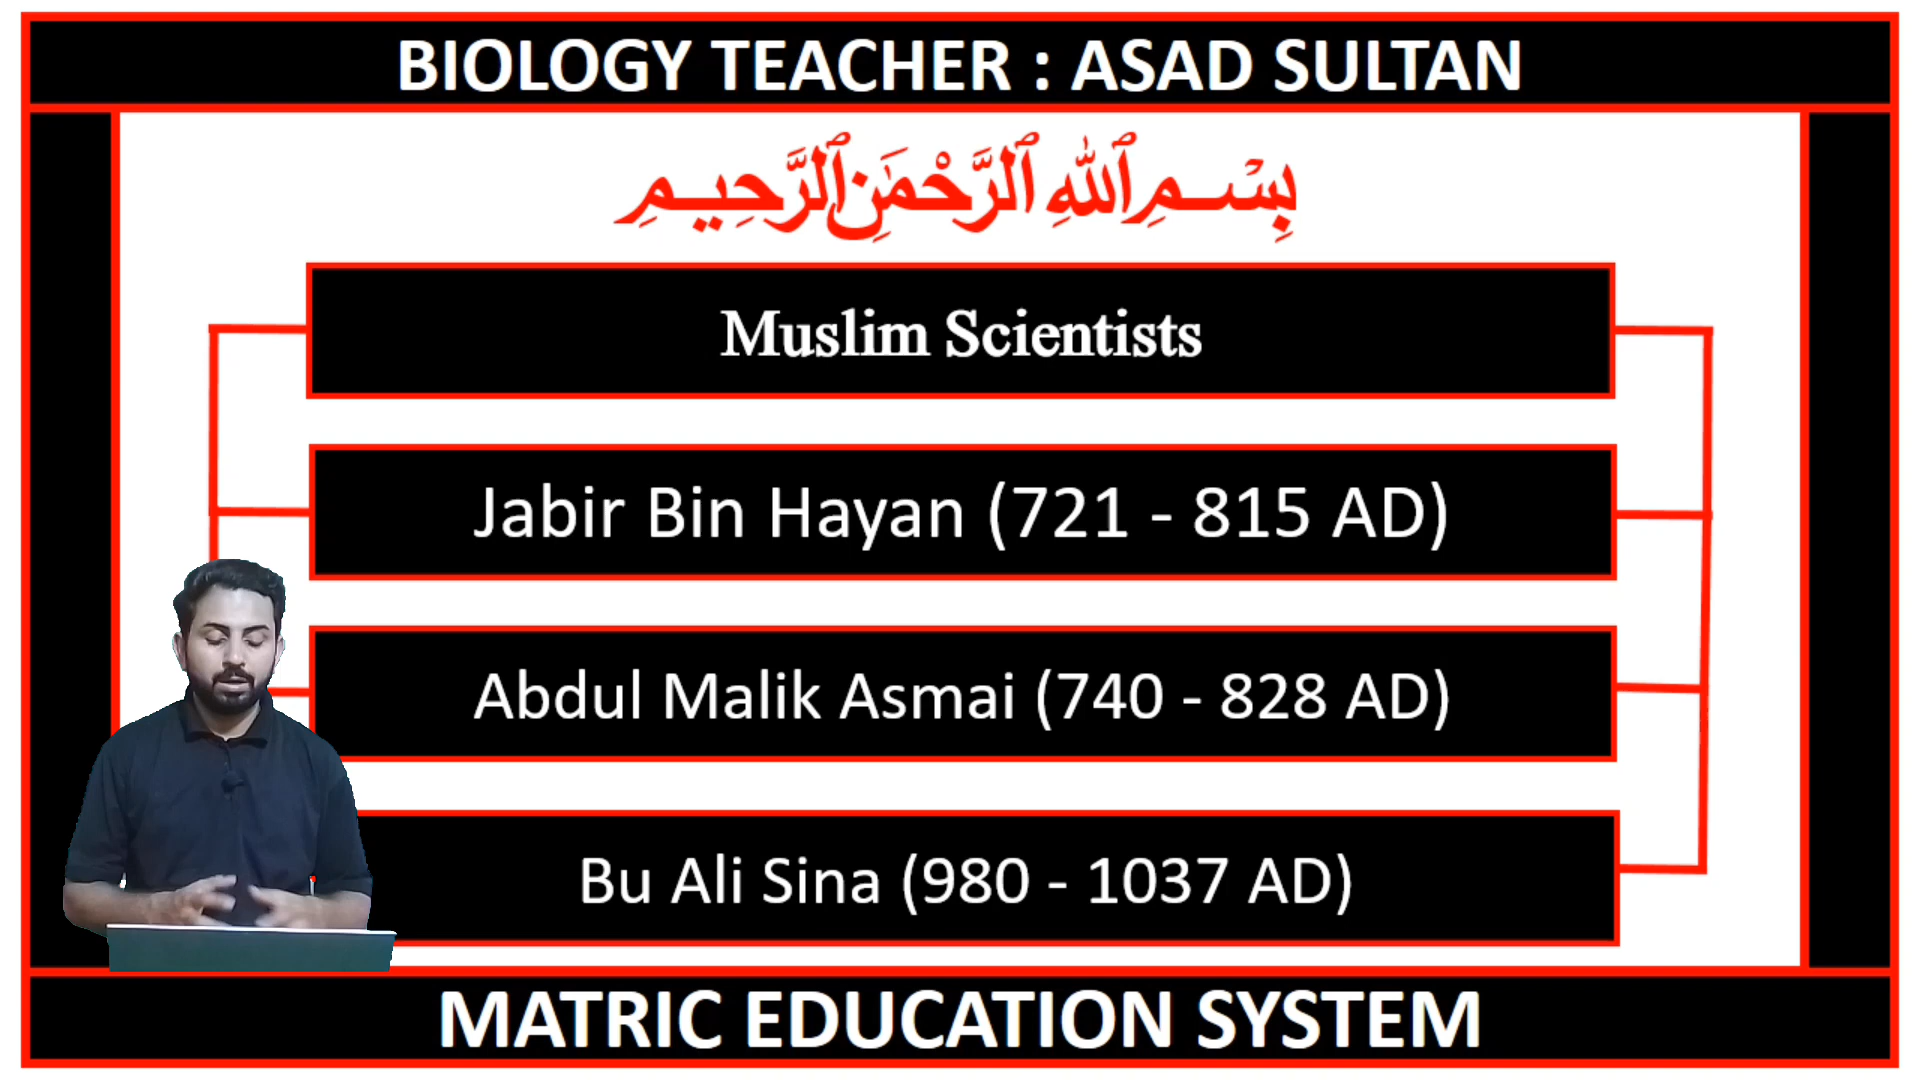 BIOLOGY TEACHER : ASAD SULTAN
بِسْمِ ٱللَّهِ ٱلرَّحْمَٰنِ ٱلرَّحِيمِ
Muslim Scientists
Jabir Bin Hayan (721 - 815 AD)
Abdul Malik Asmai (740 - 828 AD)
Bu Ali Sina (980 - 1037 AD)
MATRIC EDUCATION SYSTEM